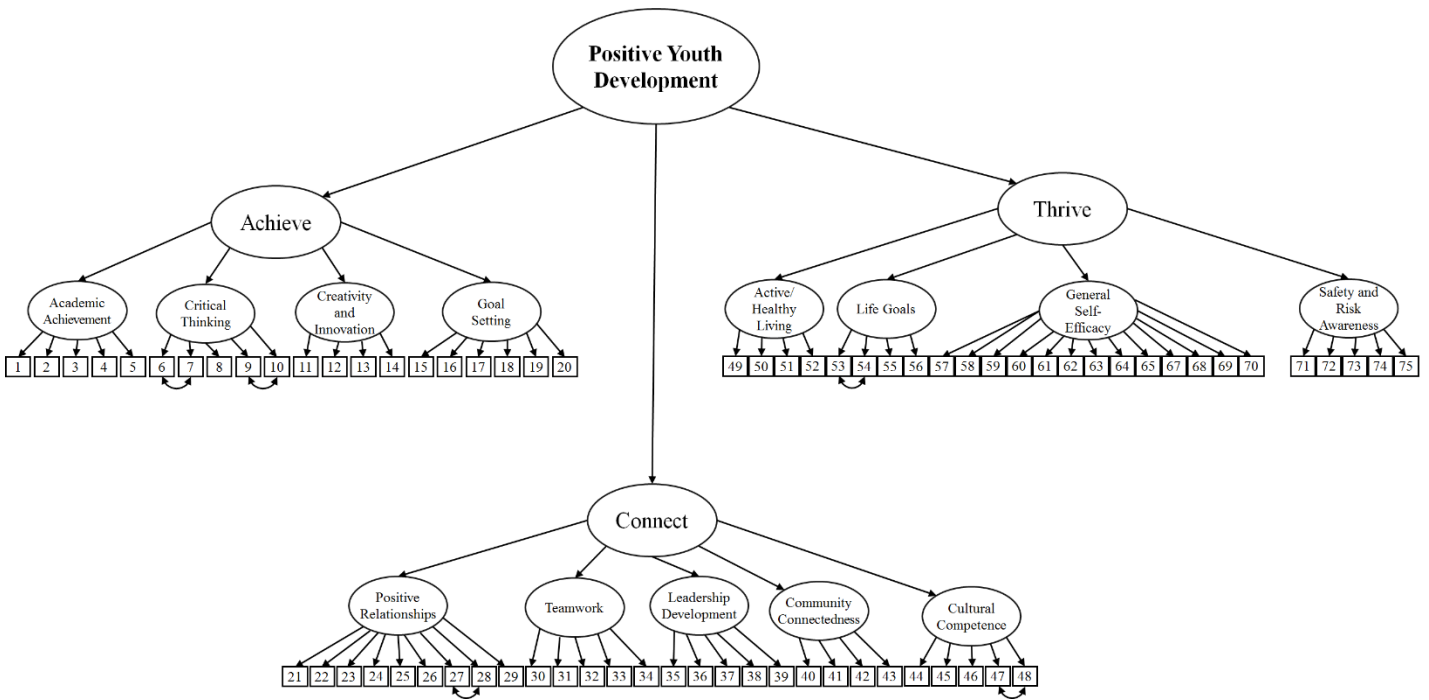 Positive Youth
Development
Achieve
Thrive
Academic
Achievement
Critical
Thinking
Creativity
and
Innovation
Goal
Setting
Active/
Healthy
Living
Life Goals
General
Self-
Efficacy
Safety and
Risk
Awareness
1 2 3 4 5 6 7 8 9 10 11 12 13 14 15 16 17 18 19 20
49 50 51 52 53 54 55 56 57 58 59 60 61 62 63 64 65 67 68 69 70 71 72 73 74 75
Connect
Positive
Relationships
Teamwork
Leadership
Development
Community
Connectedness
Cultural
Competence
21 22 23 24 25 26 27 28 29 30 31 32 33 34 35 36 37 38 39 40 41 42 43 44 45 46 47 48